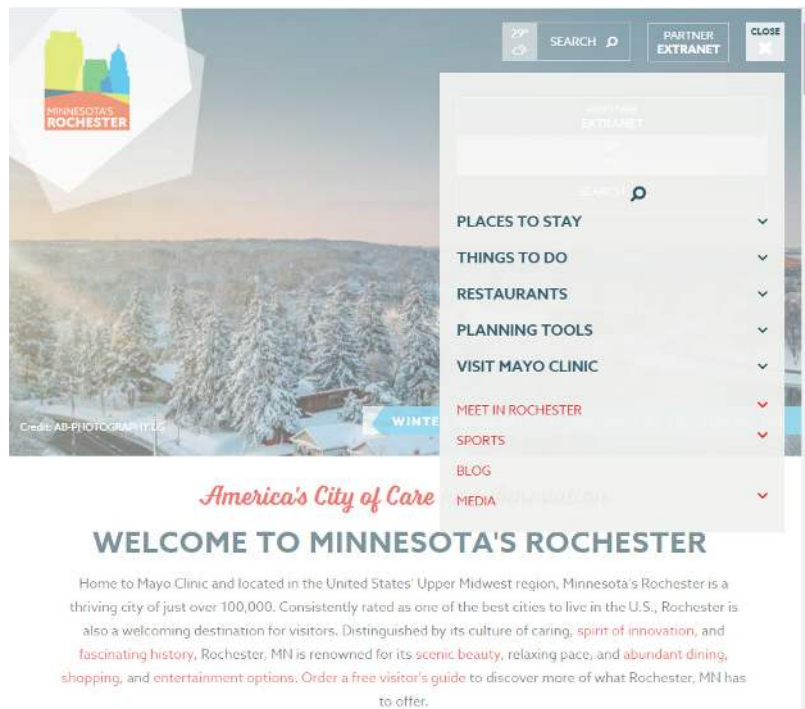 29°
SEARCH
PARTNER
EXTRANET
CLOSE
MINNESOTA'S
ROCHESTER
EXTRANET
SEARCH
PLACES TO STAY
THINGS TO DO
RESTAURANTS
PLANNING TOOLS
VISIT MAYO CLINIC
MEET IN ROCHESTER
SPORTS
BLOG
MEDIA
WINTE
Credit: AB-PHOTOGRAPHY.US
America's City of Care and Innovation
WELCOME TO MINNESOTA'S ROCHESTER
Home to Mayo Clinic and located in the United States' Upper Midwest region, Minnesota's Rochester is a
thriving city of just over 100,000. Consistently rated as one of the best cities to live in the U.S., Rochester is
also a welcoming destination for visitors. Distinguished by its culture of caring, spirit of innovation, and
fascinating history, Rochester, MN is renowned for its scenic beauty, relaxing pace, and abundant dining,
shopping, and entertainment options. Order a free visitor's guide to discover more of what Rochester, MN has
to offer.